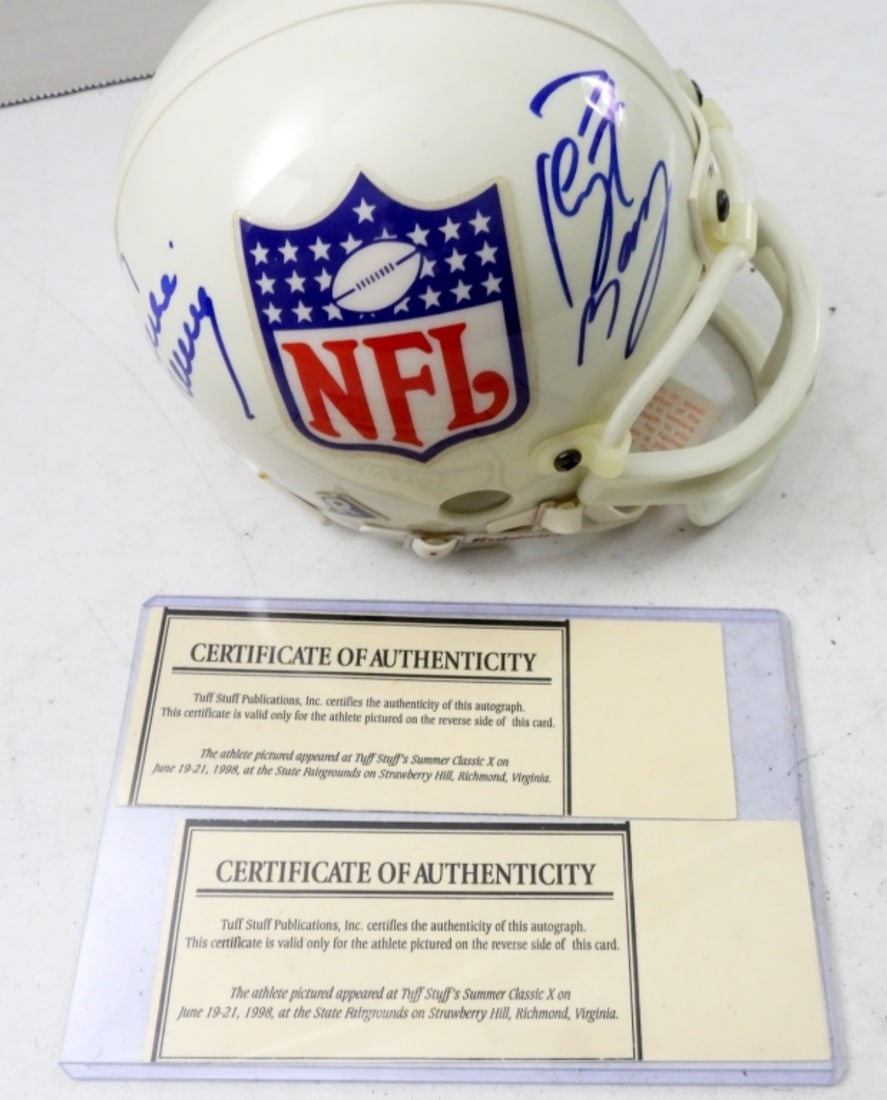 NFL
CERTIFICATE OF AUTHENTICITY
Tuff Stuff Publications, Inc. certifies the authenticity of this autograph.
This certificate is valid only for the athlete pictured on the reverse side of this card.
The athlete pictured appeared at Tuff Stuff's Summer Classic X on
June 19-21, 1998, at the State Fairgrounds on Strawberry Hill, Richmond, Virginia.
CERTIFICATE OF AUTHENTICITY
Tuff Stuff Publications, Inc. certifies the authenticity of this autograph.
This certificate is valid only for the athlete pictured on the reverse side of this card.
The athlete pictured appeared at Tuff Stuff's Summer Classic X on
June 19-21, 1998, at the State Fairgrounds on Strawberry Hill, Richmond, Virginia.